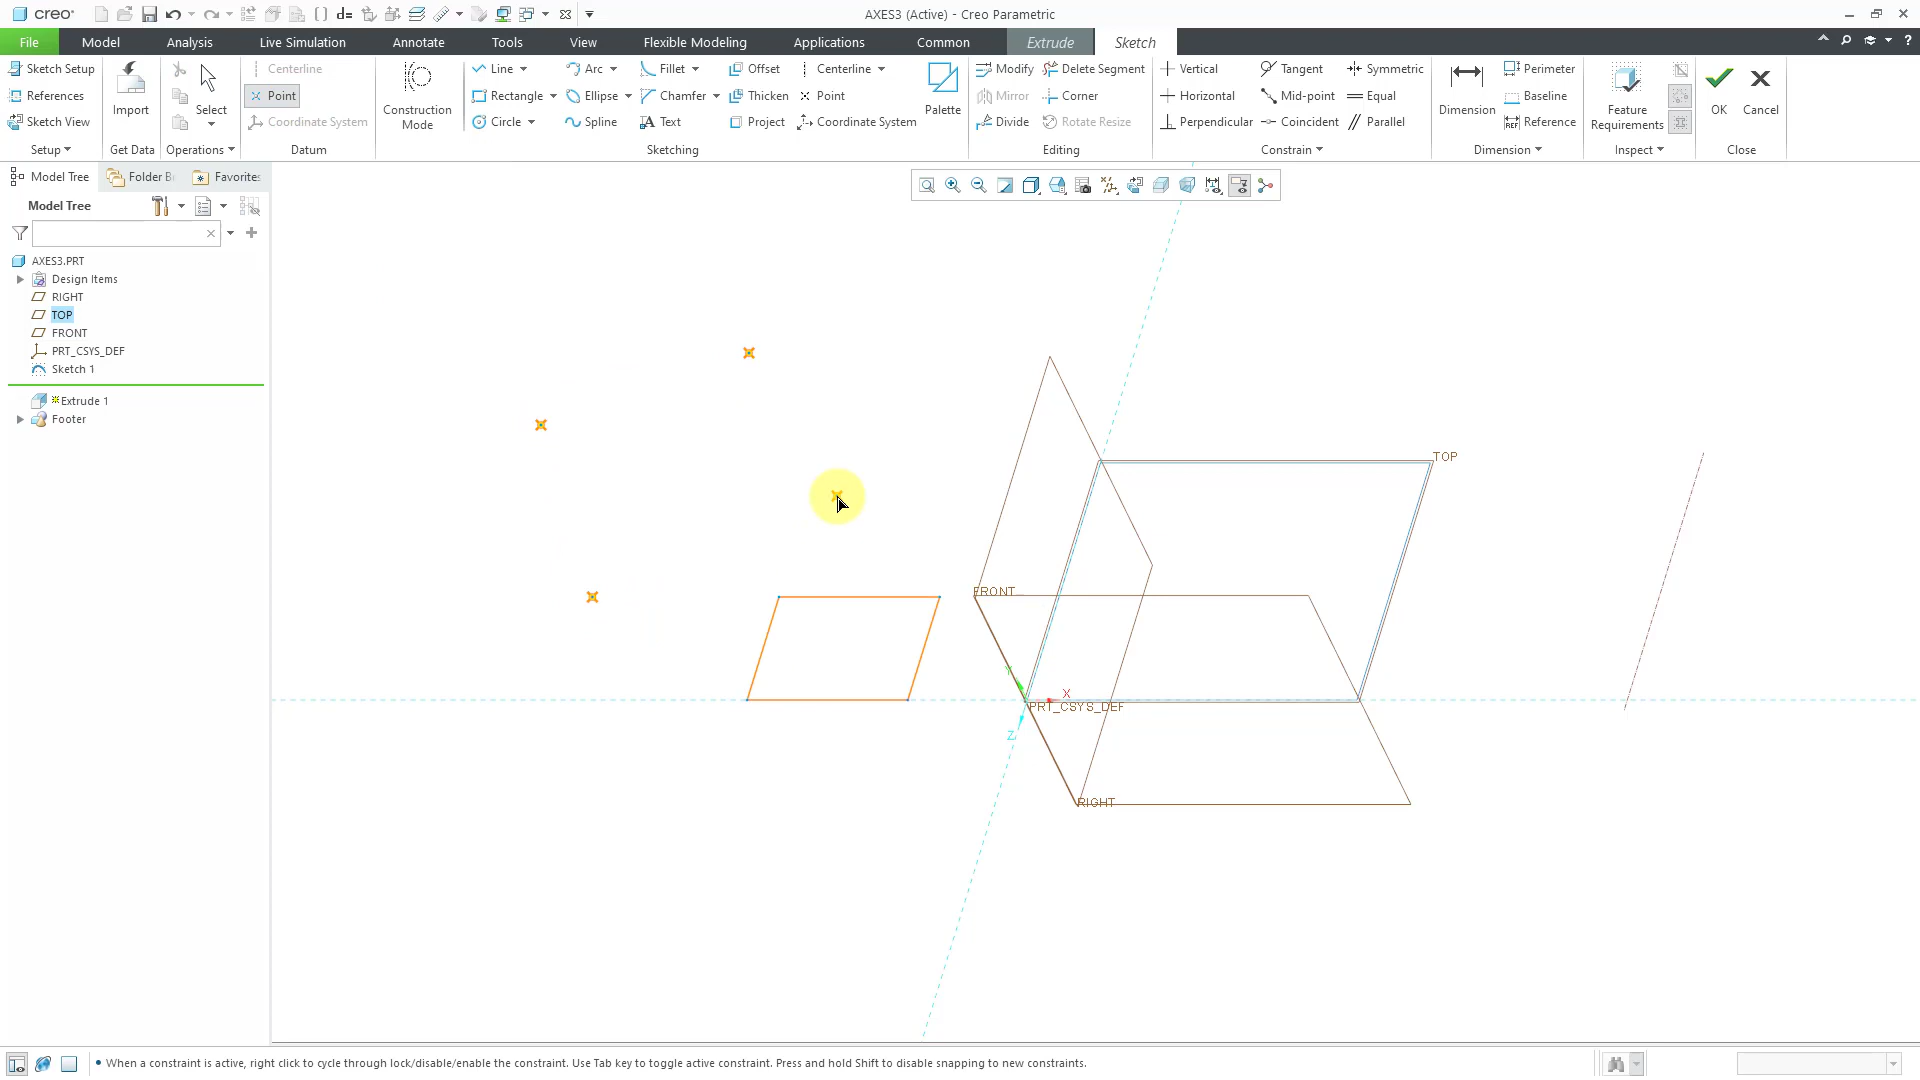 creo
AXES3 (Active) - Creo Parametric
File Model Analysis Live Simulation Annotate Tools View Flexible Modeling Applications Common Extrude Sketch
Sketch Setup
References
Sketch View
Setup
Import
Get Data
Select
Operations
Centerline
Point
Coordinate System
Datum
Construction Mode
Line
Rectangle
Circle
Arc
Ellipse
Spline
Fillet
Chamfer
Text
Offset
Thicken
Project
Centerline
Point
Coordinate System
Palette
Sketching
Modify
Mirror
Divide
Delete Segment
Corner
Rotate Resize
Editing
Vertical
Horizontal
Perpendicular
Tangent
Mid-point
Coincident
Symmetric
Equal
Parallel
Constrain
Dimension
Perimeter
Baseline
Reference
Dimension
Feature Requirements
Inspect
OK
Cancel
Close
Model Tree
Folder B
Favorites
Model Tree
AXES3.PRT
Design Items
RIGHT
TOP
FRONT
PRT_CSYS_DEF
Sketch 1
Extrude 1
Footer
TOP
FRONT
Y
X
PRT_CSYS_DEF
Z
RIGHT
• When a constraint is active, right click to cycle through lock/disable/enable the constraint. Use Tab key to toggle active constraint. Press and hold Shift to disable snapping to new constraints.